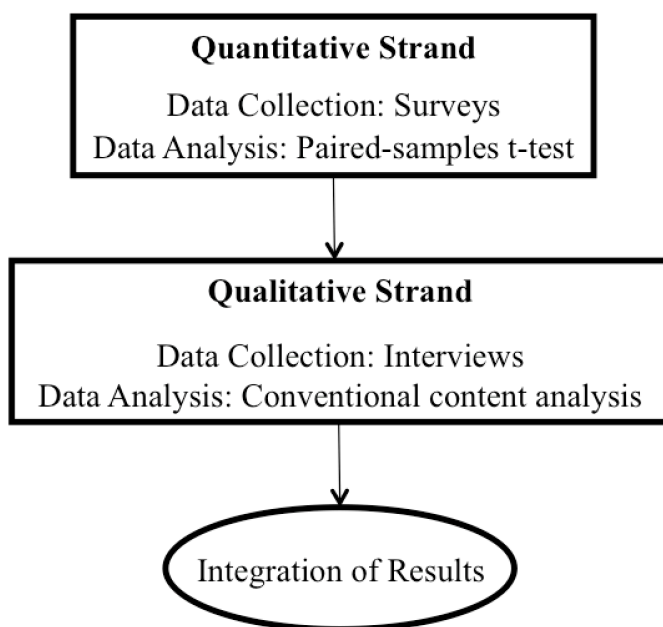 Quantitative Strand
Data Collection: Surveys
Data Analysis: Paired-samples t-test
Qualitative Strand
Data Collection: Interviews
Data Analysis: Conventional content analysis
Integration of Results